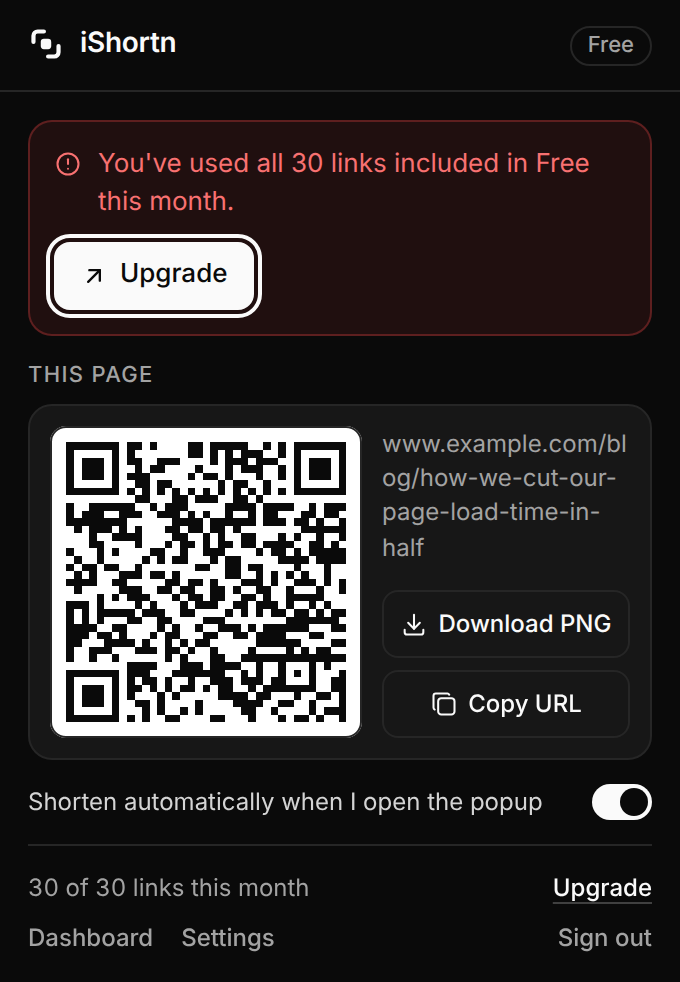 iShortn
Free
You've used all 30 links included in Free
this month.
Upgrade
THIS PAGE
www.example.com/bl
og/how-we-cut-our-
page-load-time-in-
half
Download PNG
Copy URL
Shorten automatically when I open the popup
30 of 30 links this month
Upgrade
Dashboard
Settings
Sign out